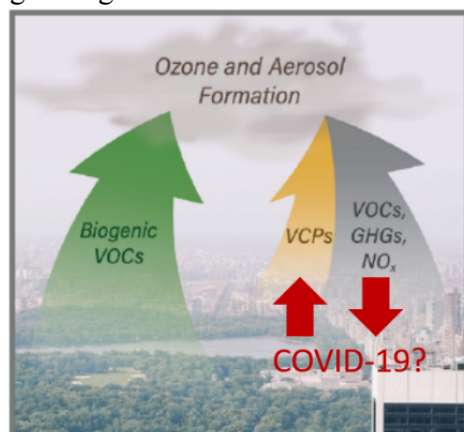 Ozone and Aerosol
Formation
Biogenic
VOCs
VCPs
VOCs,
GHGs,
NOₓ
COVID-19?